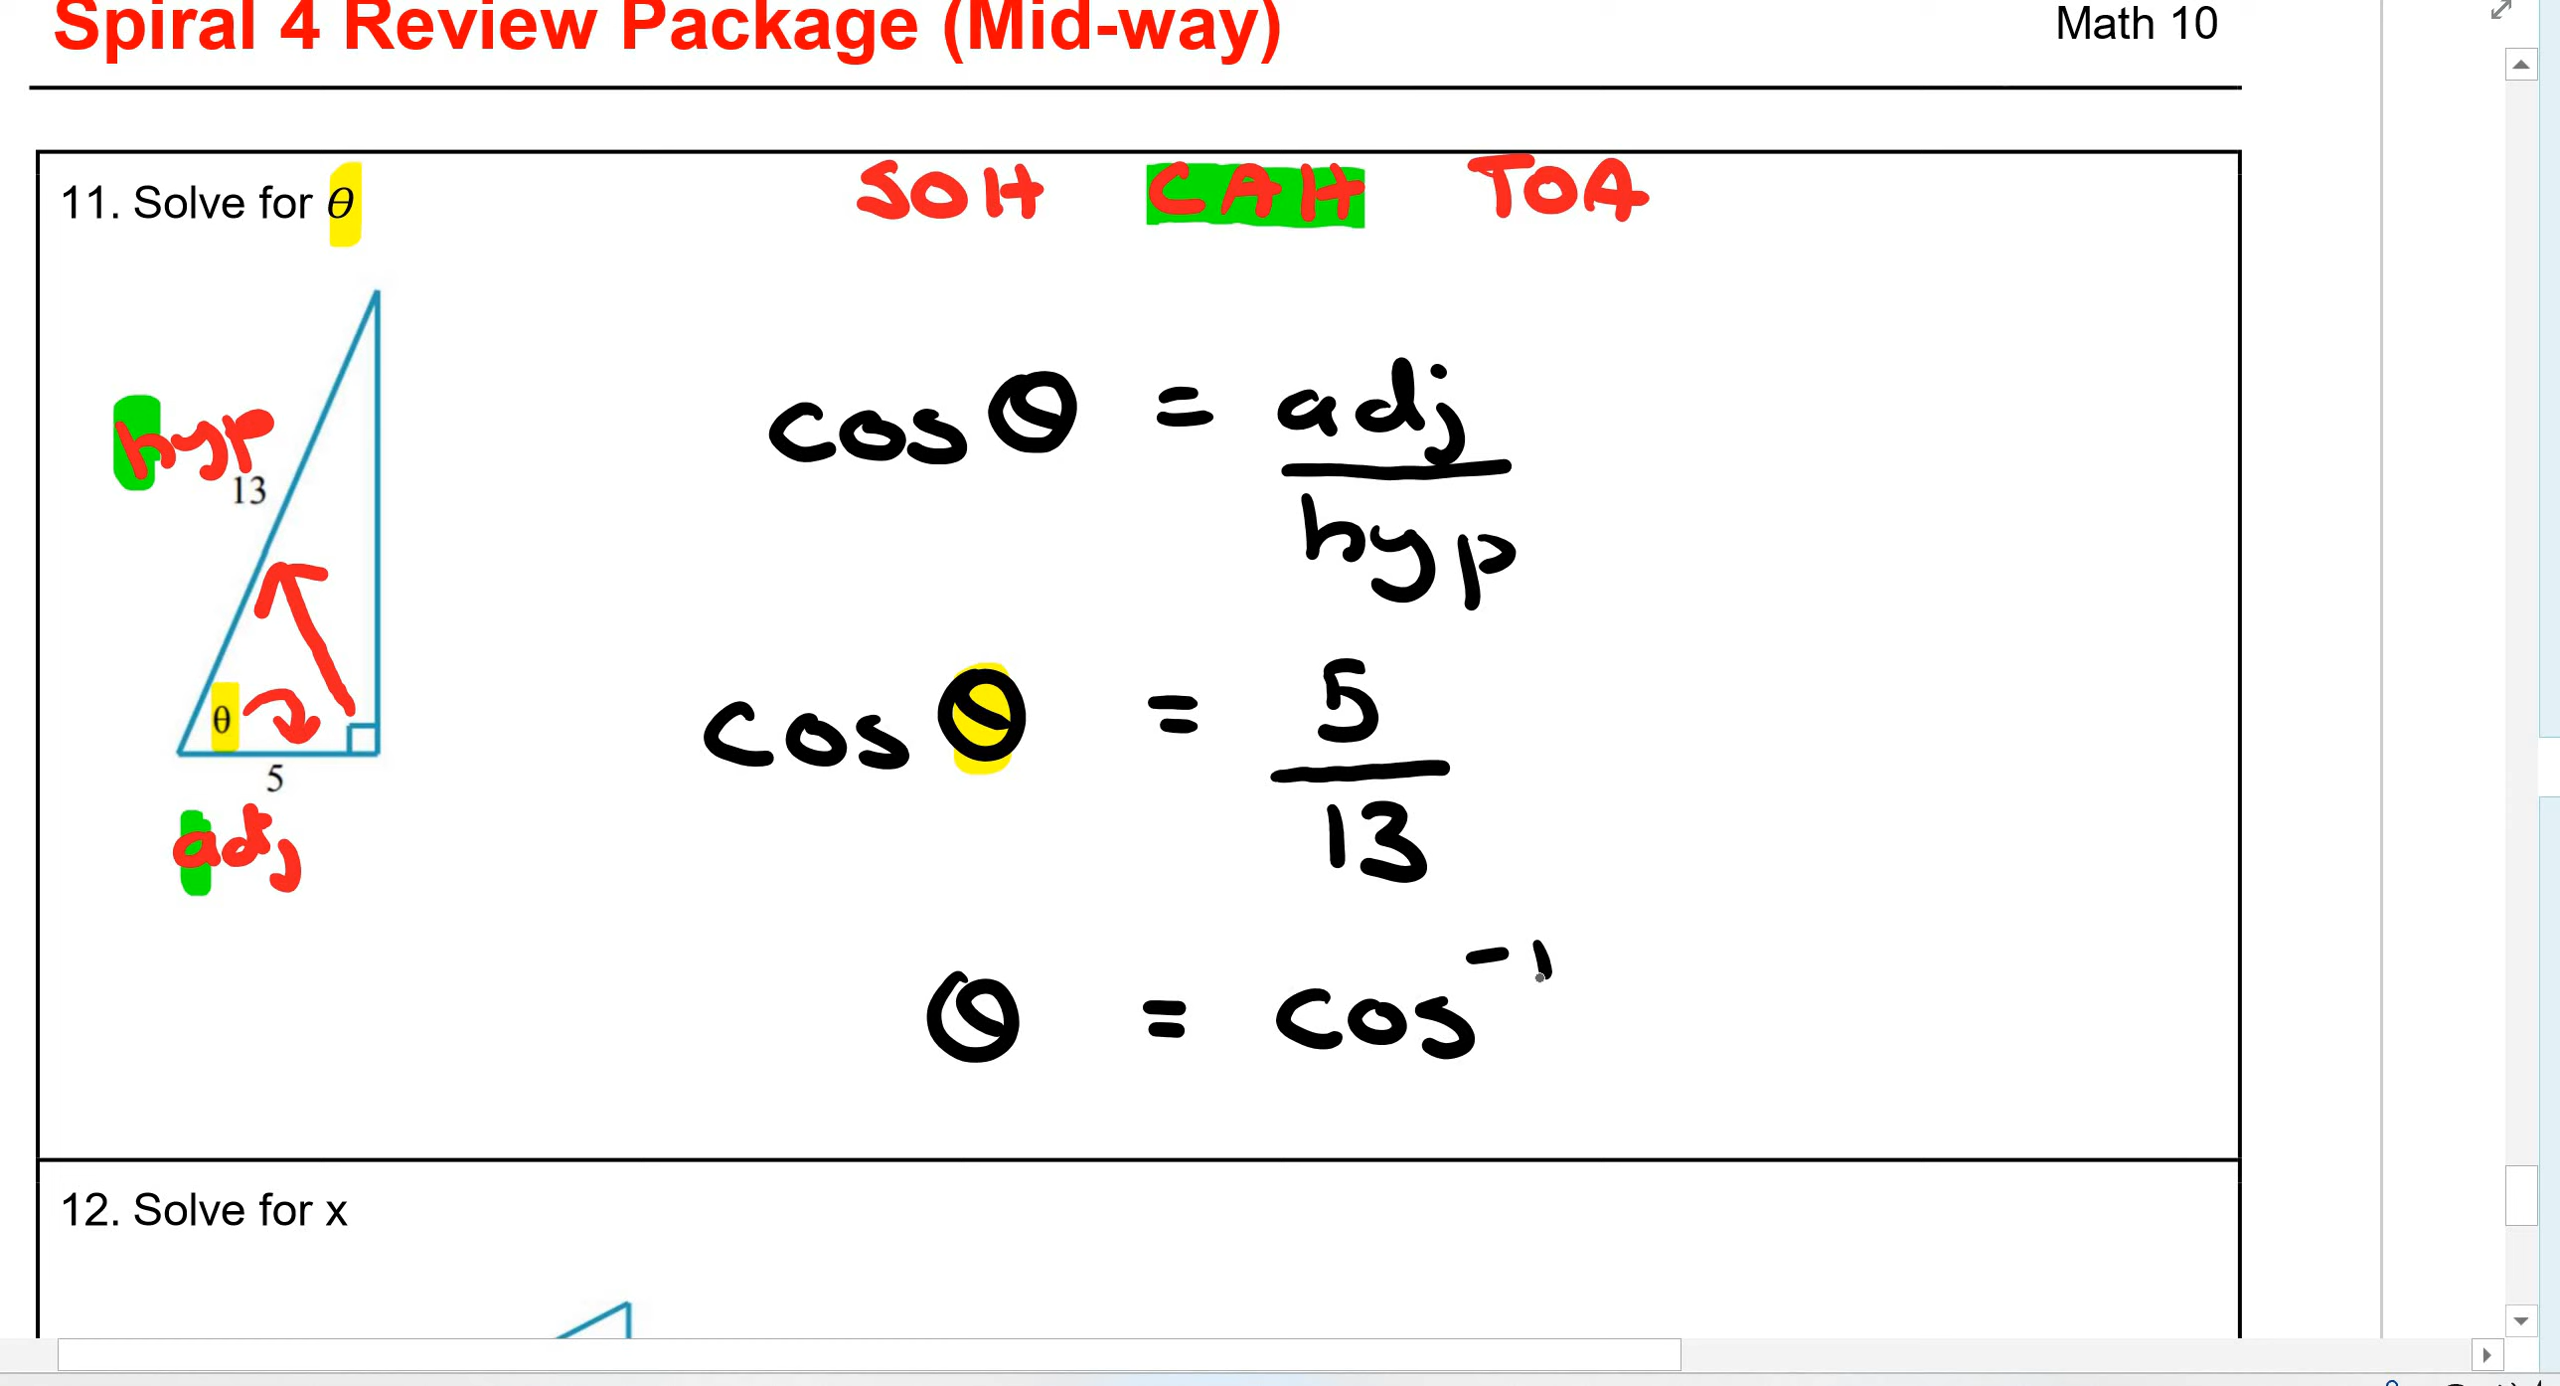 Spiral 4 Review Package (Mid-way)
Math 10
11. Solve for θ
SOH CAH TOA
hyp
13
θ
5
adj
cos θ = adj
hyp
cos θ = 5
13
θ = cos⁻¹
12. Solve for x